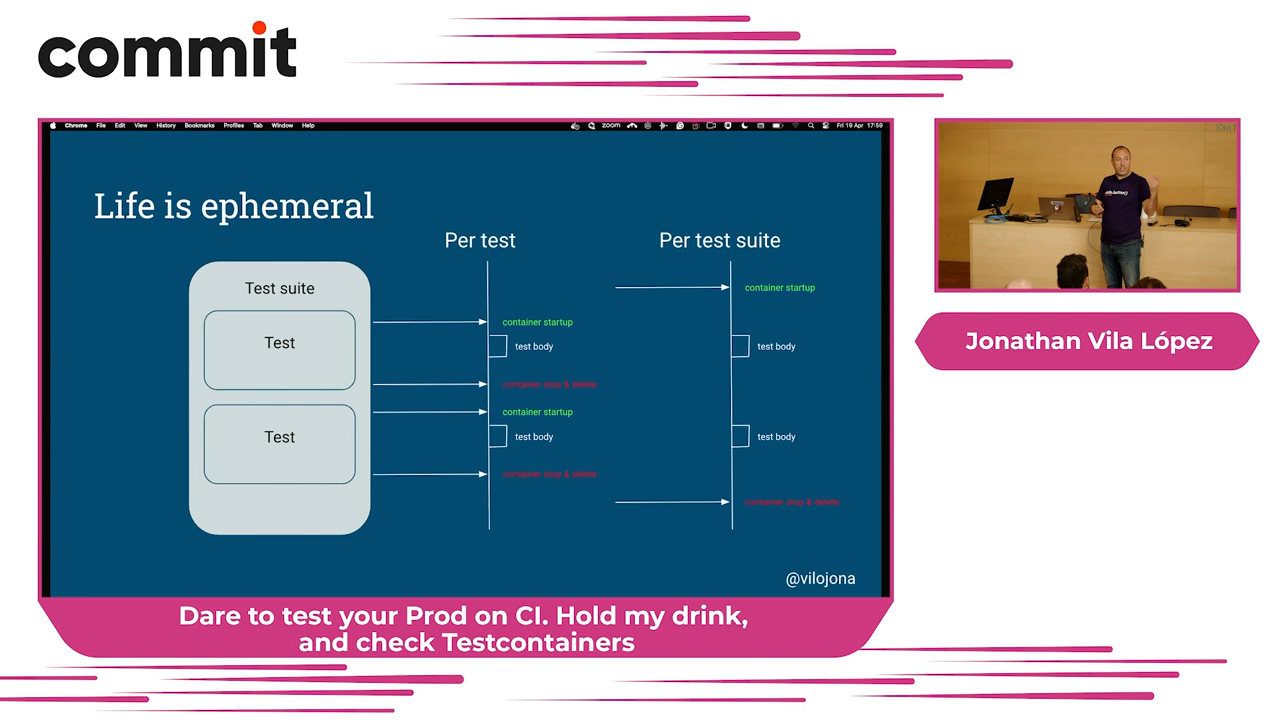 commit
Chrome File Edit View History Bookmarks Profiles Tab Window Help
zoom
Fri 19 Apr 17:59
Life is ephemeral
Per test
Per test suite
Test suite
container startup
container startup
Test
test body
test body
container stop & delete
container startup
Test
test body
test body
container stop & delete
container stop & delete
@vilojona
Jonathan Vila López
Dare to test your Prod on CI. Hold my drink,
and check Testcontainers